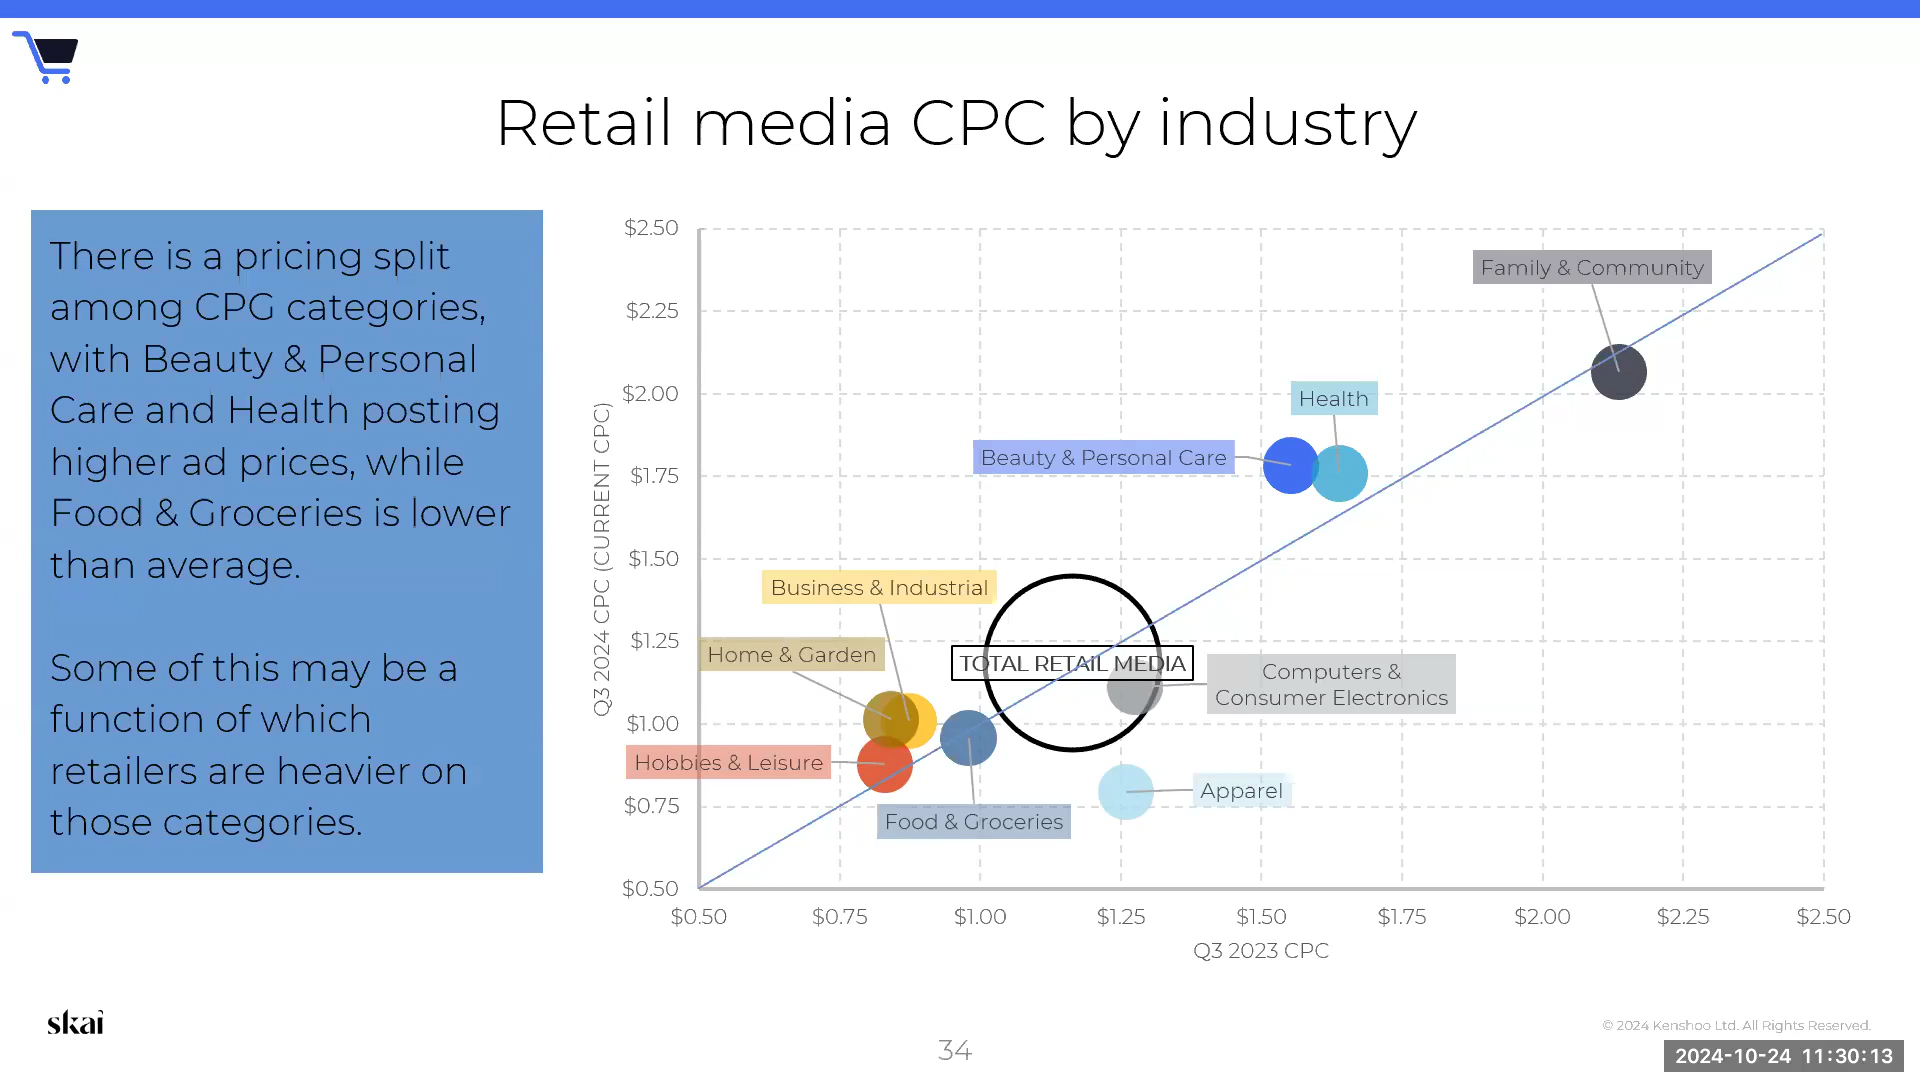 Retail media CPC by industry
There is a pricing split
among CPG categories,
with Beauty & Personal
Care and Health posting
higher ad prices, while
Food & Groceries is lower
than average.
Some of this may be a
function of which
retailers are heavier on
those categories.
Q3 2024 CPC (CURRENT CPC)
$2.50
$2.25
$2.00
$1.75
$1.50
$1.25
$1.00
$0.75
$0.50
Family & Community
Health
Beauty & Personal Care
Business & Industrial
Home & Garden
TOTAL RETAIL MEDIA
Computers &
Consumer Electronics
Hobbies & Leisure
Apparel
Food & Groceries
$0.50 $0.75 $1.00 $1.25 $1.50 $1.75 $2.00 $2.25 $2.50
Q3 2023 CPC
skai
34
© 2024 Kenshoo Ltd. All Rights Reserved.
2024-10-24 11:30:13